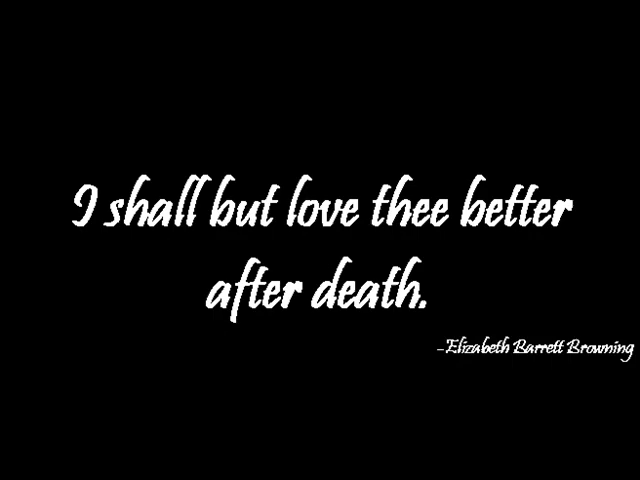 I shall but love thee better
after death.
-Elizabeth Barrett Browning